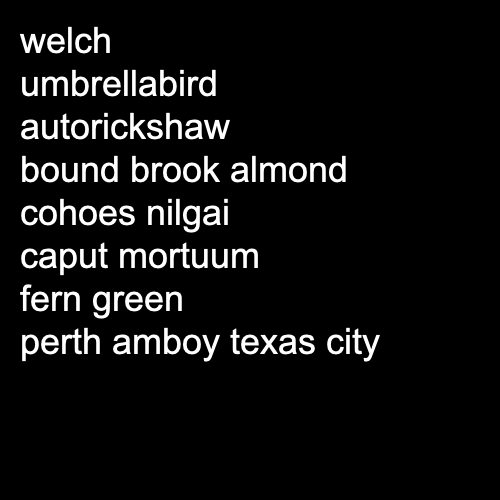 welch
umbrellabird
autorickshaw
bound brook almond
cohoes nilgai
caput mortuum
fern green
perth amboy texas city